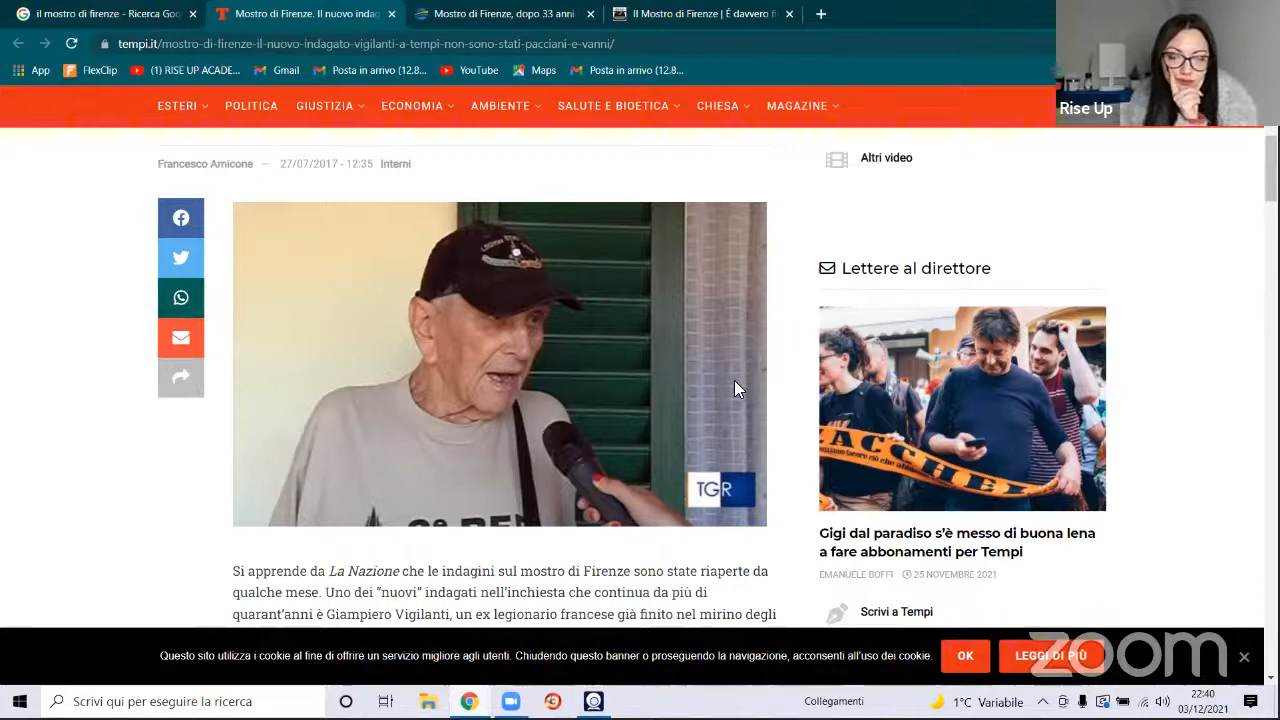 il mostro di firenze - Ricerca Goo
Mostro di Firenze. Il nuovo indag
Mostro di Firenze, dopo 33 anni
Il Mostro di Firenze | È davvero fi
tempi.it/mostro-di-firenze-il-nuovo-indagato-vigilanti-a-tempi-non-sono-stati-pacciani-e-vanni/
App FlexClip (1) RISE UP ACADE... Gmail Posta in arrivo (12.8... YouTube Maps Posta in arrivo (12.8...
Rise Up
ESTERI POLITICA GIUSTIZIA ECONOMIA AMBIENTE SALUTE E BIOETICA CHIESA MAGAZINE
Francesco Amicone – 27/07/2017 - 12:35 Interni
TGR
Si apprende da La Nazione che le indagini sul mostro di Firenze sono state riaperte da
qualche mese. Uno dei “nuovi” indagati nell’inchiesta che continua da più di
quarant’anni è Giampiero Vigilanti, un ex legionario francese già finito nel mirino degli
Altri video
Lettere al direttore
Gigi dal paradiso s’è messo di buona lena
a fare abbonamenti per Tempi
EMANUELE BOFFI 25 NOVEMBRE 2021
Scrivi a Tempi
Questo sito utilizza i cookie al fine di offrire un servizio migliore agli utenti. Chiudendo questo banner o proseguendo la navigazione, acconsenti all'uso dei cookie.
OK
LEGGI DI PIÙ
zoom
Scrivi qui per eseguire la ricerca
Collegamenti
1°C Variabile
22:40
03/12/2021